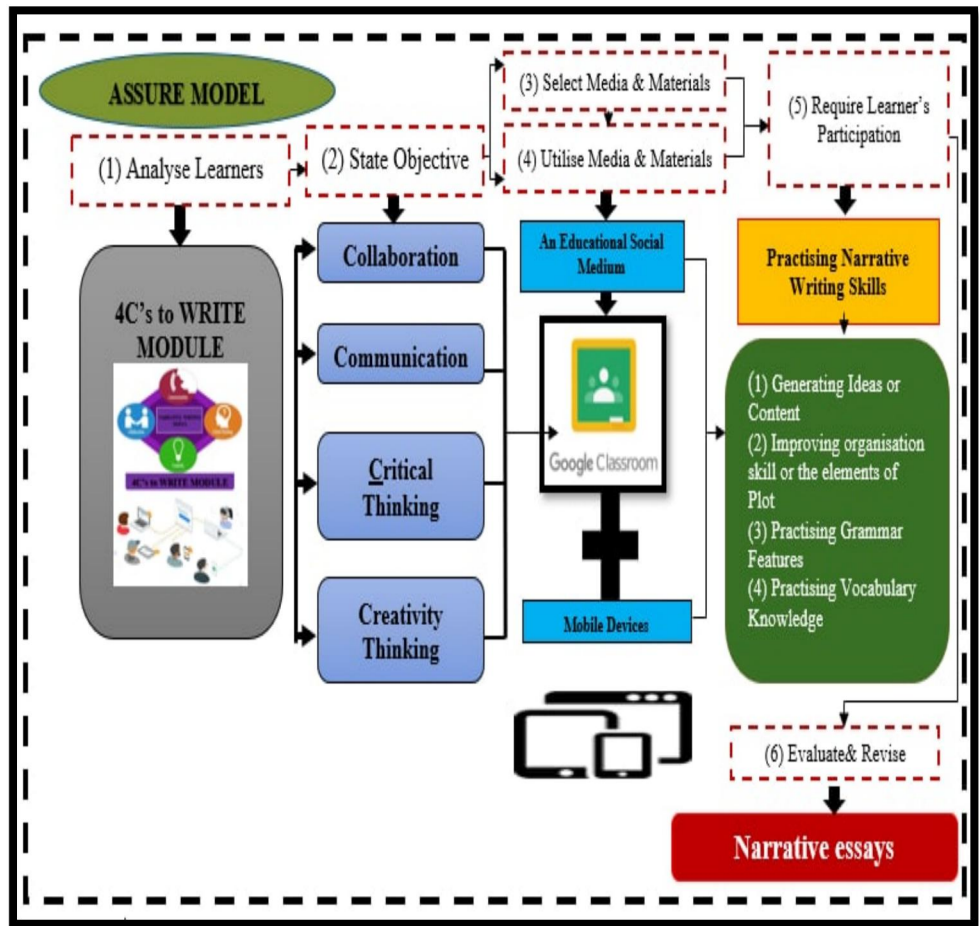 ASSURE MODEL
(1) Analyse Learners
(2) State Objective
(3) Select Media & Materials
(4) Utilise Media & Materials
(5) Require Learner's
Participation
4C's to WRITE
MODULE
4C's to WRITE MODULE
Collaboration
Communication
Critical
Thinking
Creativity
Thinking
An Educational Social
Medium
Google Classroom
Mobile Devices
Practising Narrative
Writing Skills
(1) Generating Ideas or
Content
(2) Improving organisation
skill or the elements of
Plot
(3) Practising Grammar
Features
(4) Practising Vocabulary
Knowledge
(6) Evaluate& Revise
Narrative essays